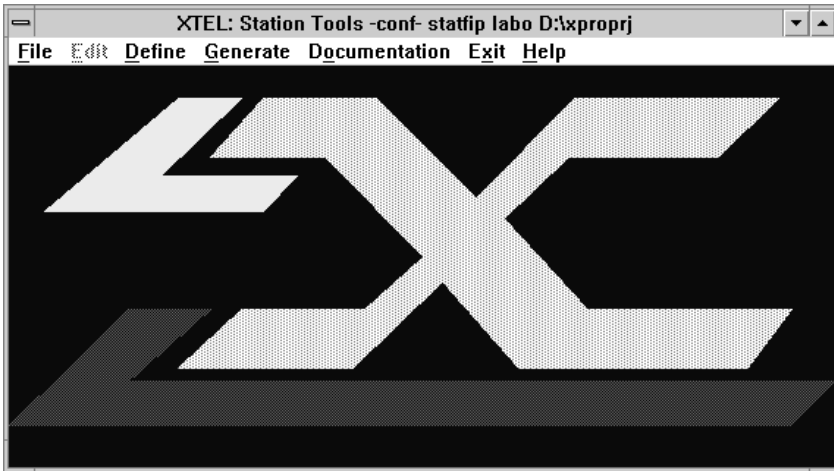 XTEL: Station Tools -conf- statfip labo D:\xproprj
File Edit Define Generate Documentation Exit Help